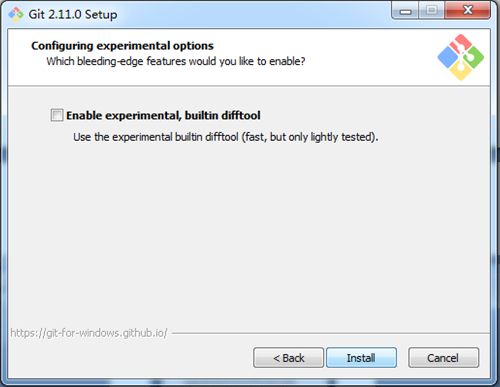 Git 2.11.0 Setup
Configuring experimental options
Which bleeding-edge features would you like to enable?
Enable experimental, builtin difftool
Use the experimental builtin difftool (fast, but only lightly tested).
https://git-for-windows.github.io/
< Back Install Cancel